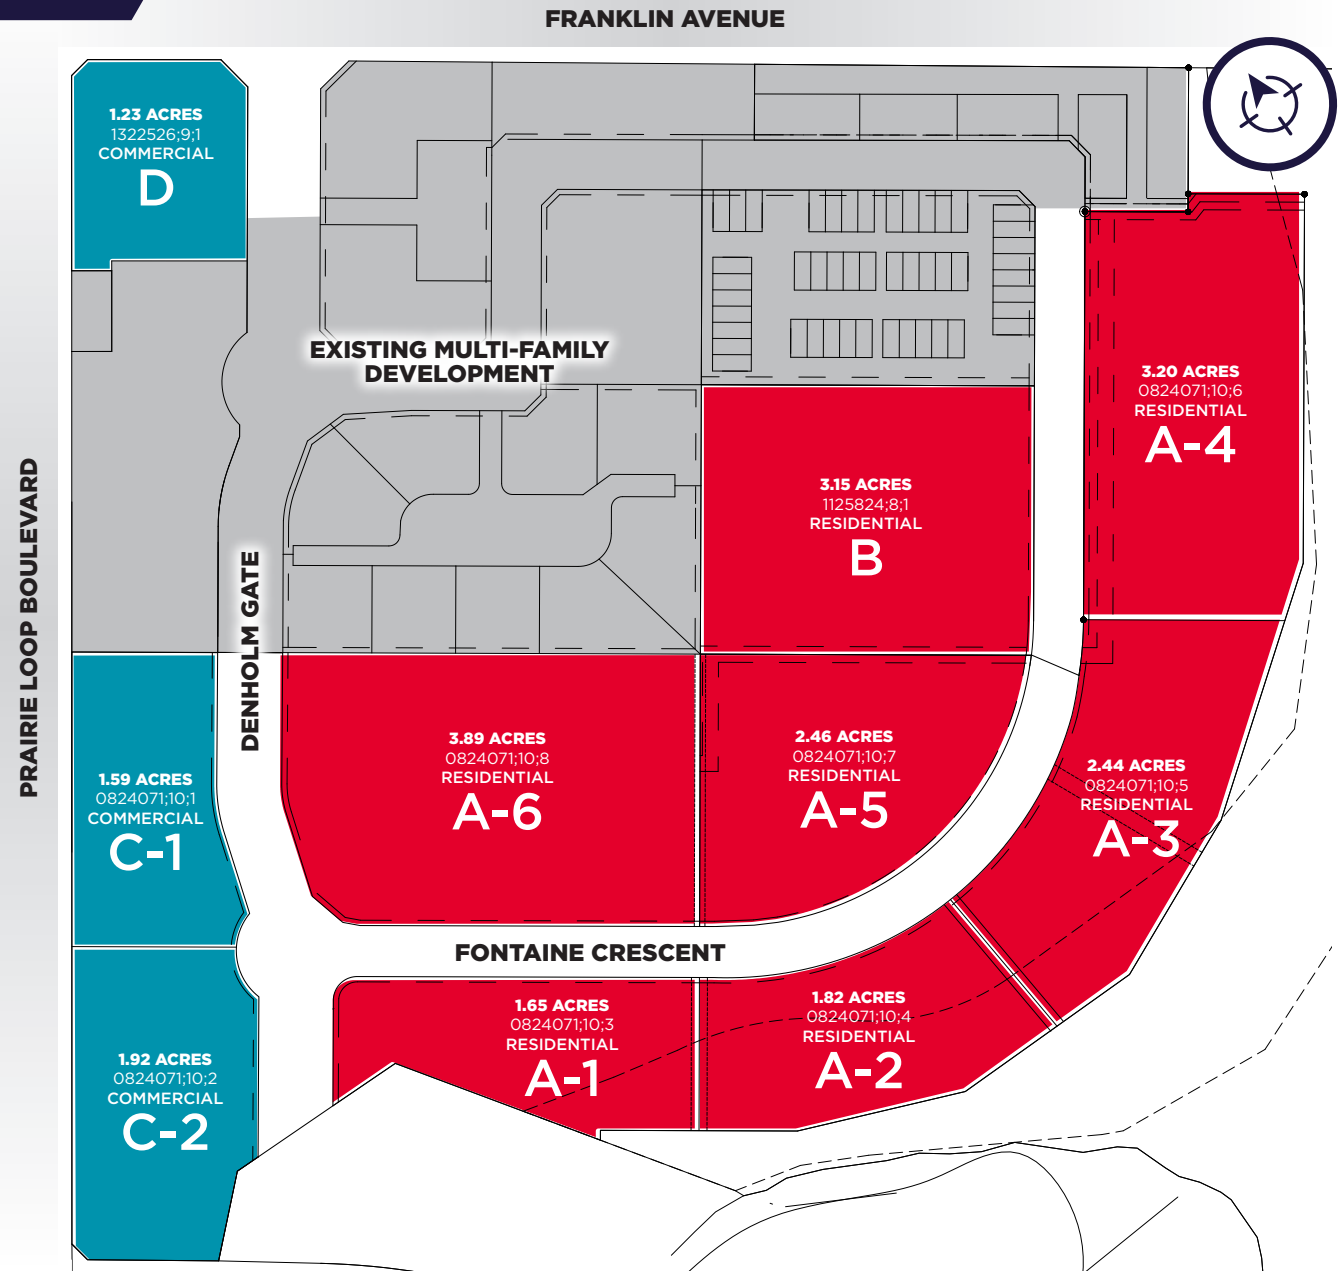 FRANKLIN AVENUE
1.23 ACRES
1322526;9;1
COMMERCIAL
D
EXISTING MULTI-FAMILY
DEVELOPMENT
3.20 ACRES
0824071;10;6
RESIDENTIAL
A-4
3.15 ACRES
1125824;8;1
RESIDENTIAL
B
PRAIRIE LOOP BOULEVARD
DENHOLM GATE
3.89 ACRES
0824071;10;8
RESIDENTIAL
A-6
2.46 ACRES
0824071;10;7
RESIDENTIAL
A-5
2.44 ACRES
0824071;10;5
RESIDENTIAL
A-3
1.59 ACRES
0824071;10;1
COMMERCIAL
C-1
FONTAINE CRESCENT
1.65 ACRES
0824071;10;3
RESIDENTIAL
A-1
1.82 ACRES
0824071;10;4
RESIDENTIAL
A-2
1.92 ACRES
0824071;10;2
COMMERCIAL
C-2